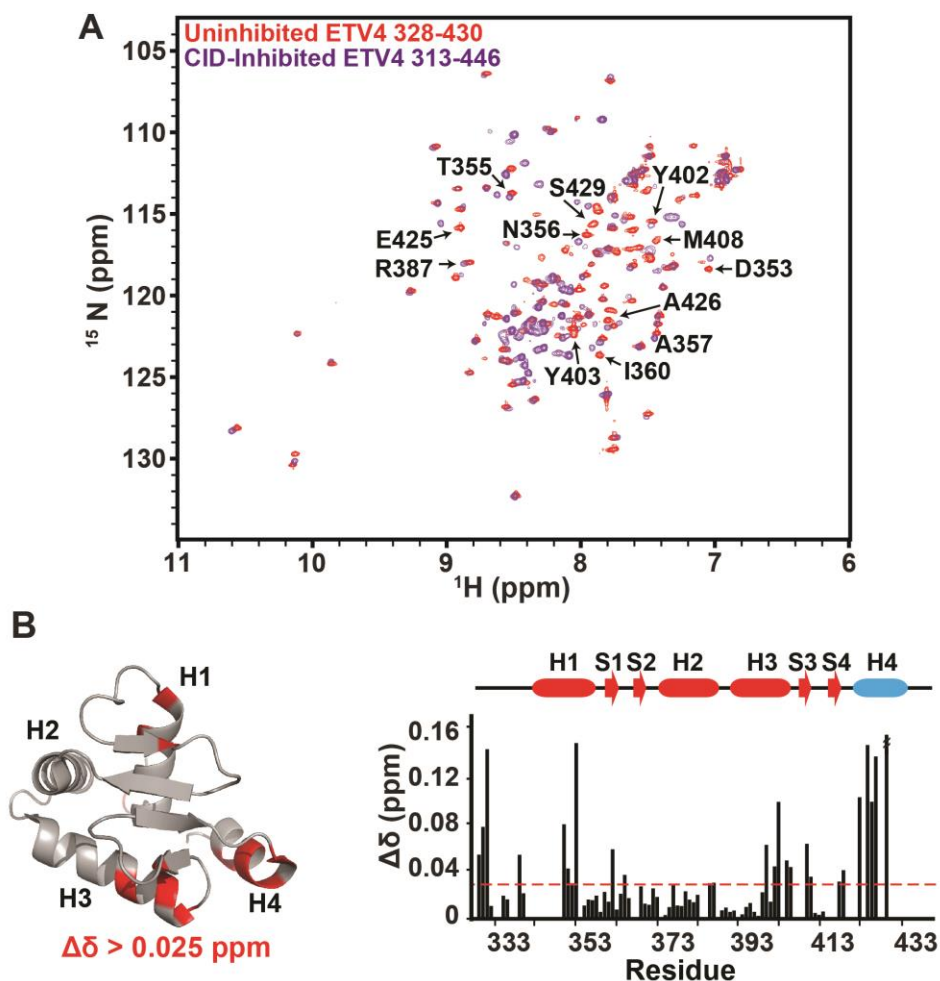 A
Uninhibited ETV4 328-430
CID-Inhibited ETV4 313-446
105
110
115
120
125
130
¹⁵ N (ppm)
T355
S429
Y402
E425
N356
M408
R387
D353
A426
A357
Y403
I360
11
10
9
8
7
6
¹H (ppm)
B
H1
H2
H3
H4
Δδ > 0.025 ppm
H1 S1 S2 H2 H3 S3 S4 H4
0.16
0.12
0.08
0.04
0
Δδ (ppm)
333 353 373 393 413 433
Residue